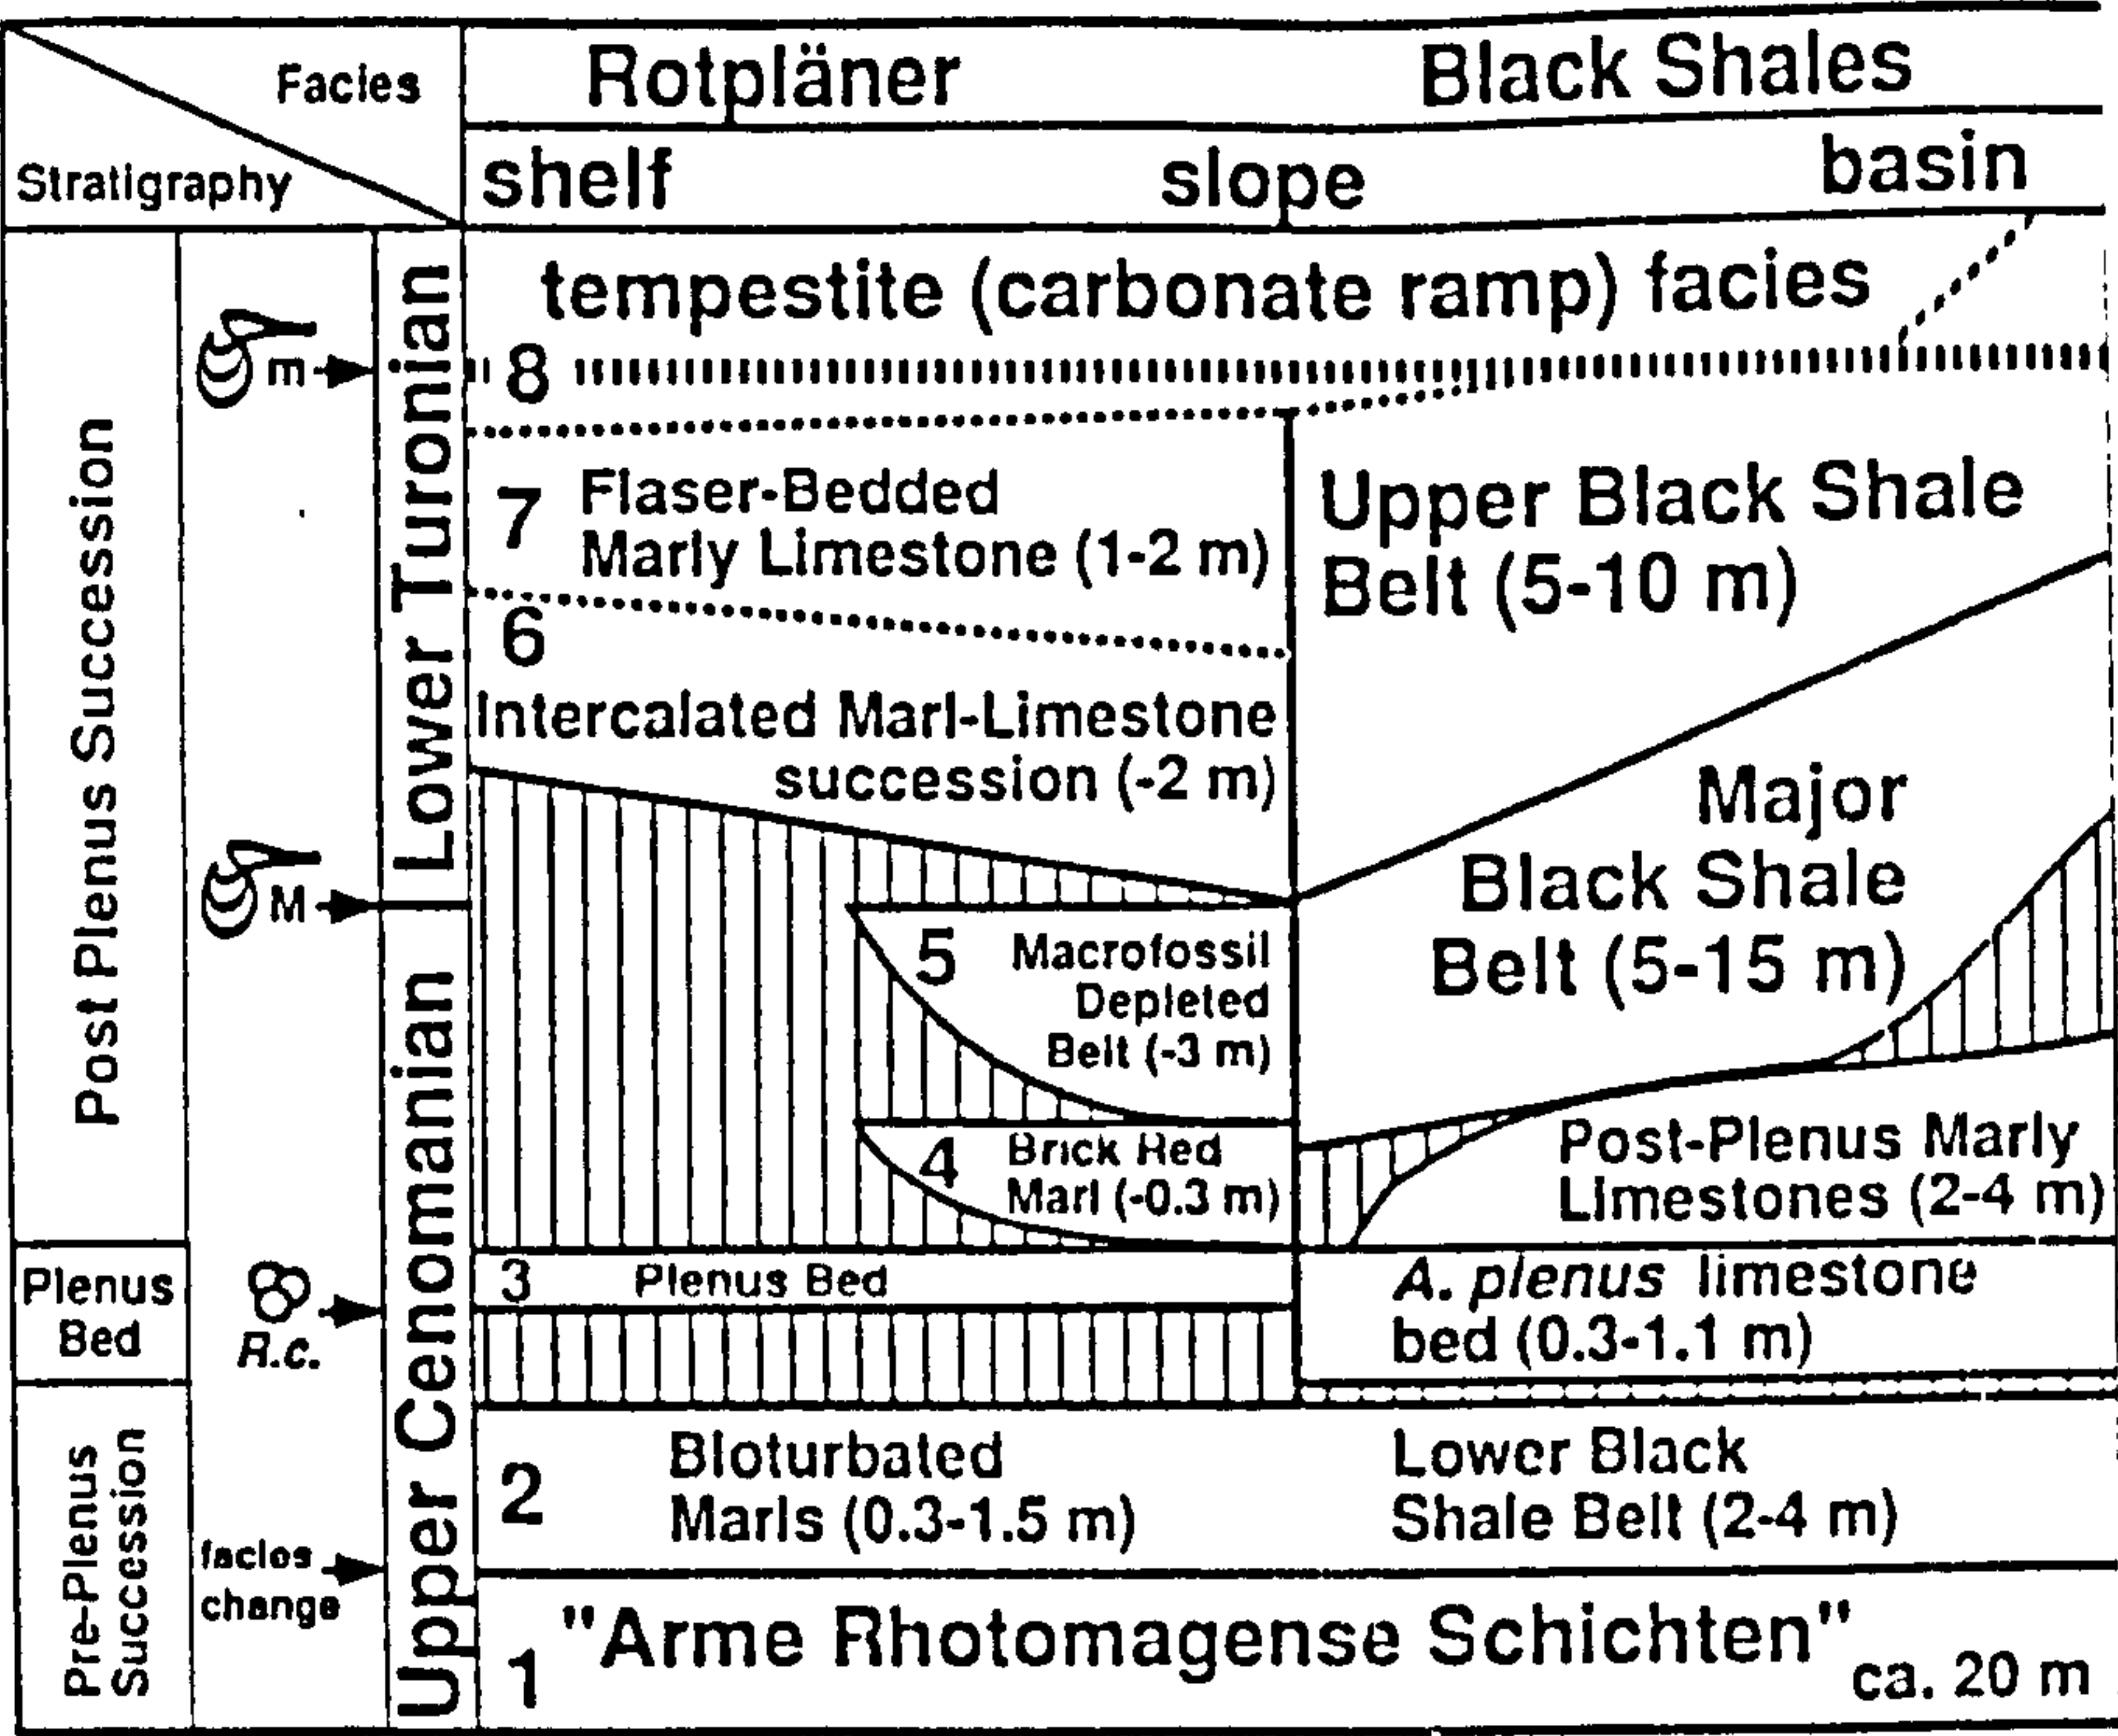 Facies
Stratigraphy
Rotpläner
Black Shales
shelf
slope
basin
Post Plenus Succession
Plenus
Bed
Pre-Plenus
Succession
m
M
R.c.
facies
change
Lower Turonian
Upper Cenomanian
tempestite (carbonate ramp) facies
8
7 Flaser-Bedded
Marly Limestone (1-2 m)
6
Intercalated Marl-Limestone
succession (-2 m)
5 Macrofossil
Depleted
Belt (-3 m)
4 Brick Red
Marl (-0.3 m)
3 Plenus Bed
2 Bioturbated
Marls (0.3-1.5 m)
Upper Black Shale
Belt (5-10 m)
Major
Black Shale
Belt (5-15 m)
Post-Plenus Marly
Limestones (2-4 m)
A. plenus limestone
bed (0.3-1.1 m)
Lower Black
Shale Belt (2-4 m)
1 "Arme Rhotomagense Schichten"
ca. 20 m